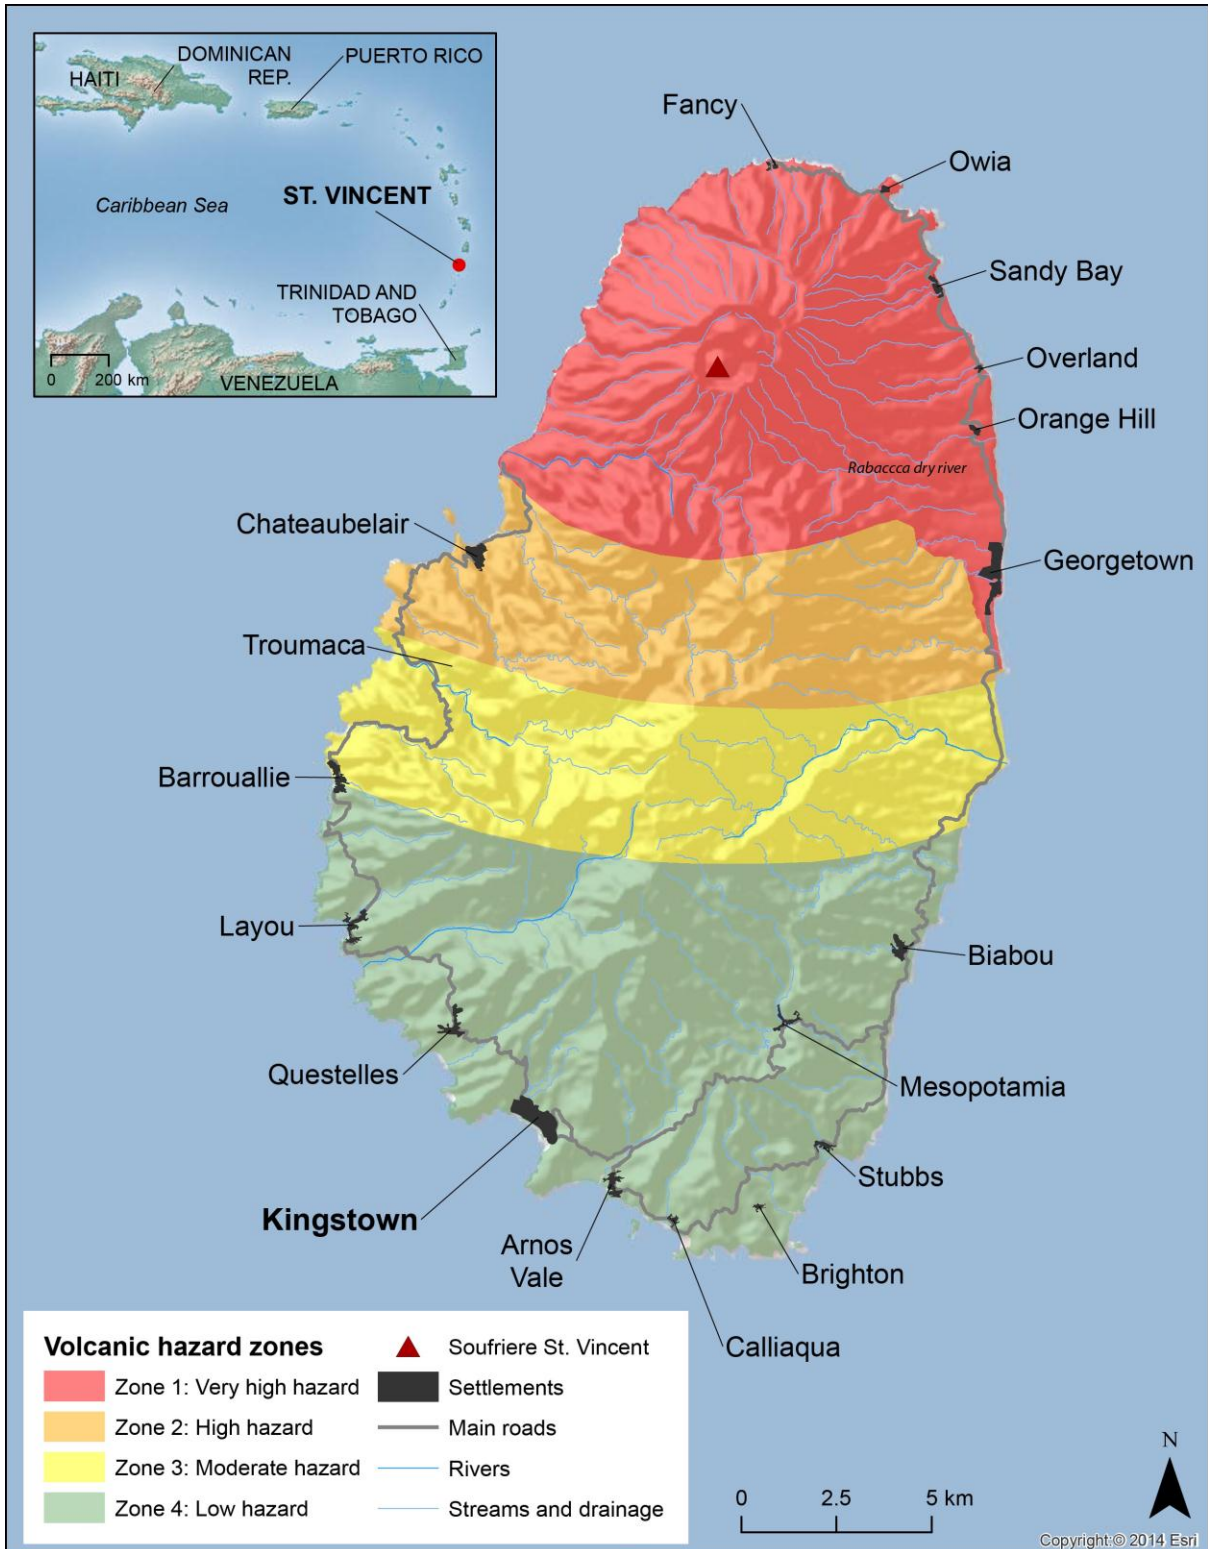 DOMINICAN
REP.
PUERTO RICO
HAITI
Caribbean Sea
ST. VINCENT
TRINIDAD AND
TOBAGO
0 200 km
VENEZUELA
Fancy
Owia
Sandy Bay
Overland
Orange Hill
Rabaccca dry river
Chateaubelair
Georgetown
Troumaca
Barrouallie
Layou
Biabou
Questelles
Mesopotamia
Stubbs
Kingstown
Arnos
Vale
Brighton
Calliaqua
Volcanic hazard zones
Zone 1: Very high hazard
Zone 2: High hazard
Zone 3: Moderate hazard
Zone 4: Low hazard
Soufriere St. Vincent
Settlements
Main roads
Rivers
Streams and drainage
0 2.5 5 km
N
Copyright:© 2014 Esri